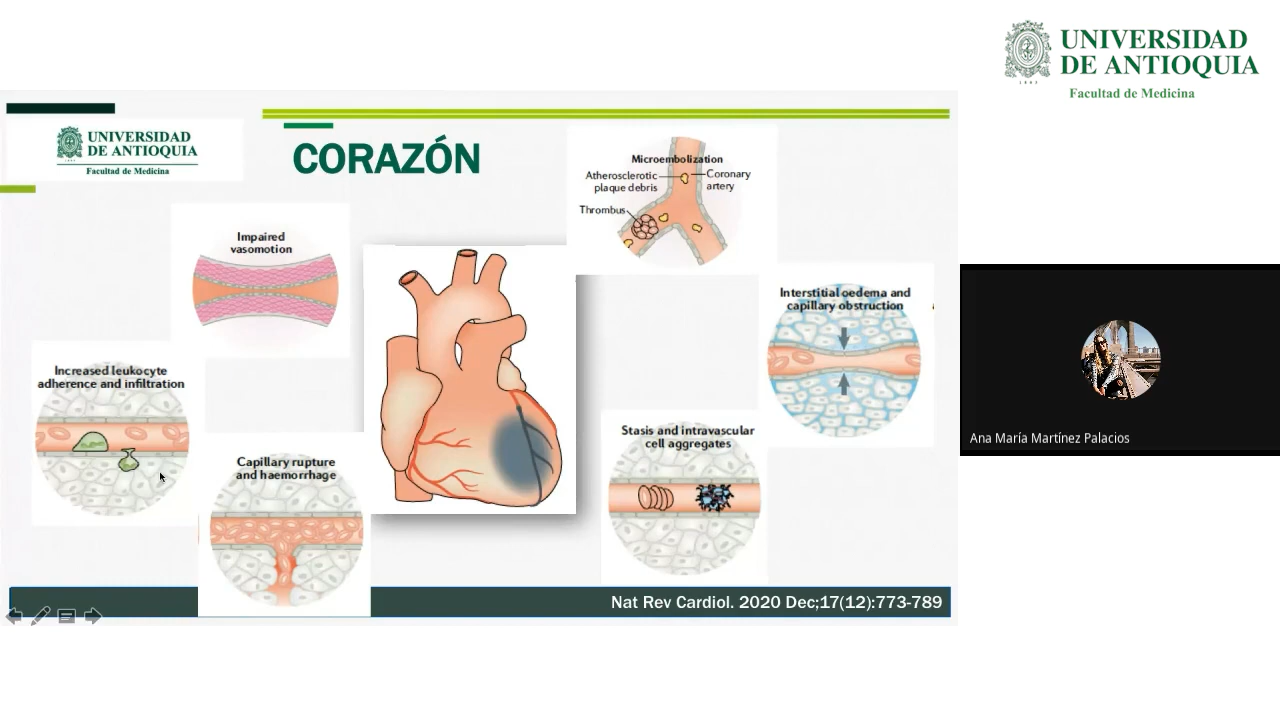 UNIVERSIDAD
DE ANTIOQUIA
1803
Facultad de Medicina
UNIVERSIDAD
DE ANTIOQUIA
Facultad de Medicina
CORAZÓN
Microembolization
Atherosclerotic
plaque debris
Coronary
artery
Thrombus
Impaired
vasomotion
Interstitial oedema and
capillary obstruction
Increased leukocyte
adherence and infiltration
Stasis and intravascular
cell aggregates
Capillary rupture
and haemorrhage
Nat Rev Cardiol. 2020 Dec;17(12):773-789
Ana María Martínez Palacios